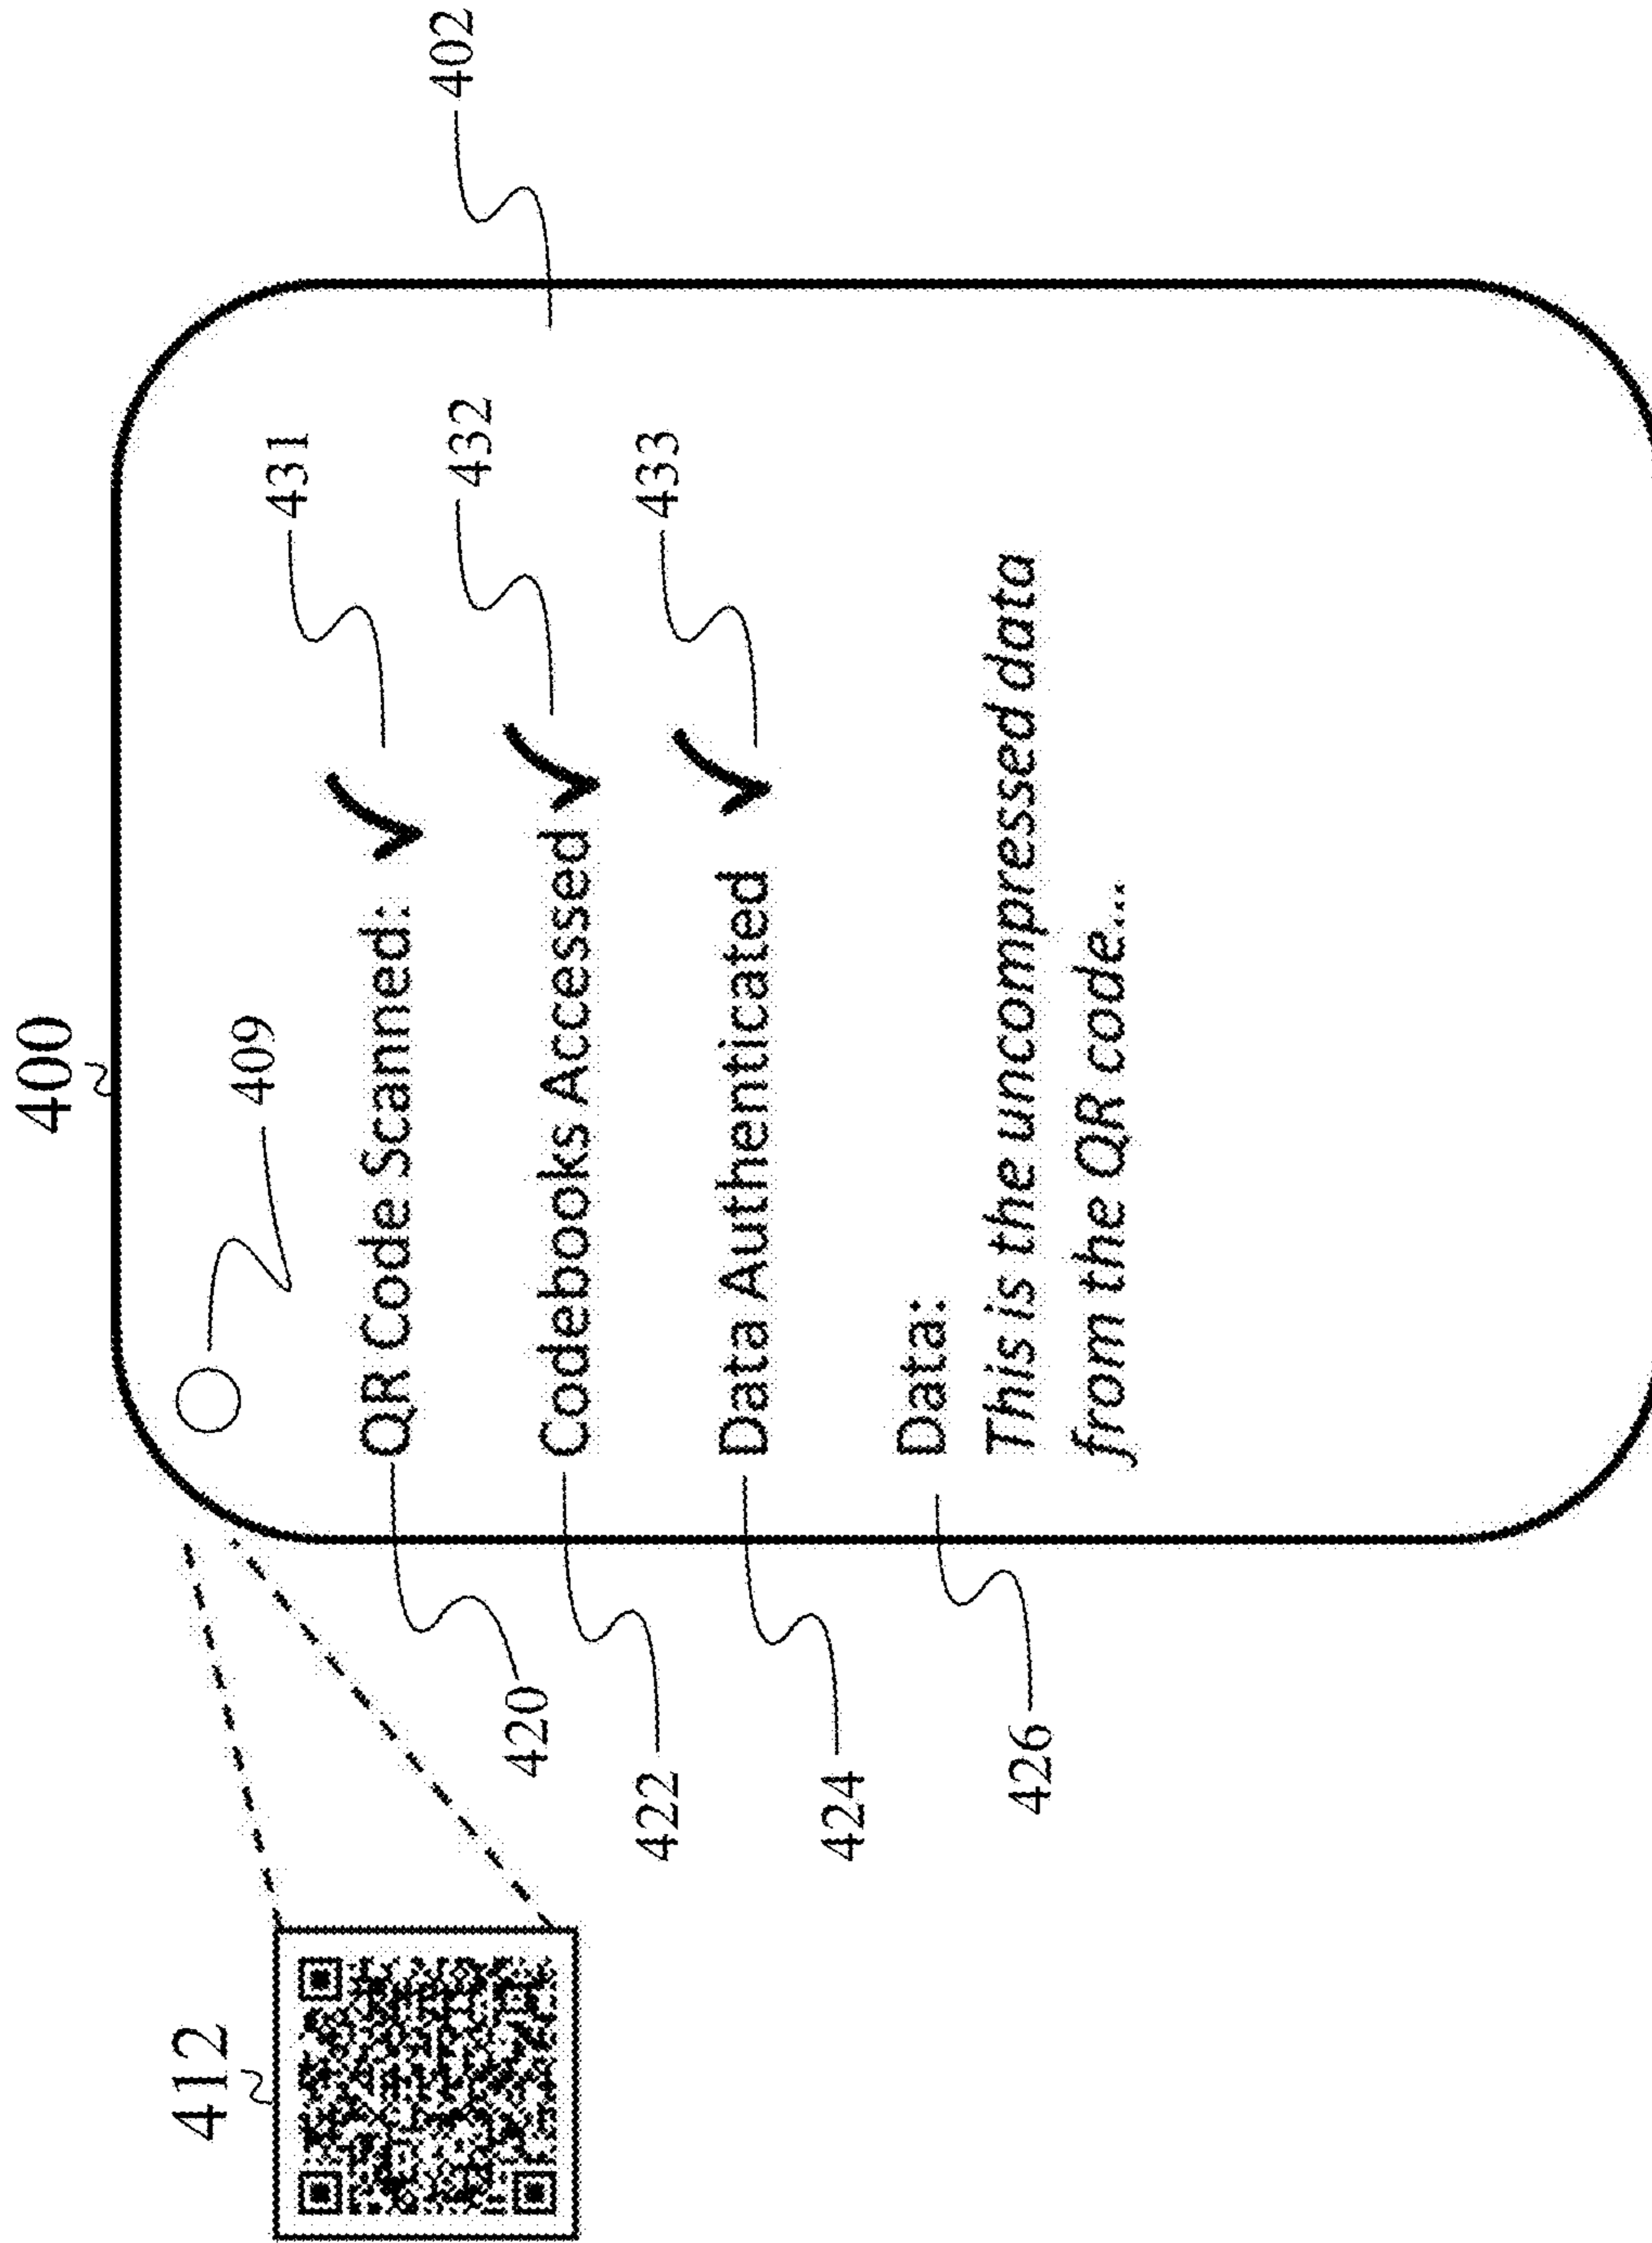 400
412
409
402
QR Code Scanned:
431
420
Codebooks Accessed
432
422
Data Authenticated
433
424
Data:
426
This is the uncompressed data
from the QR code...